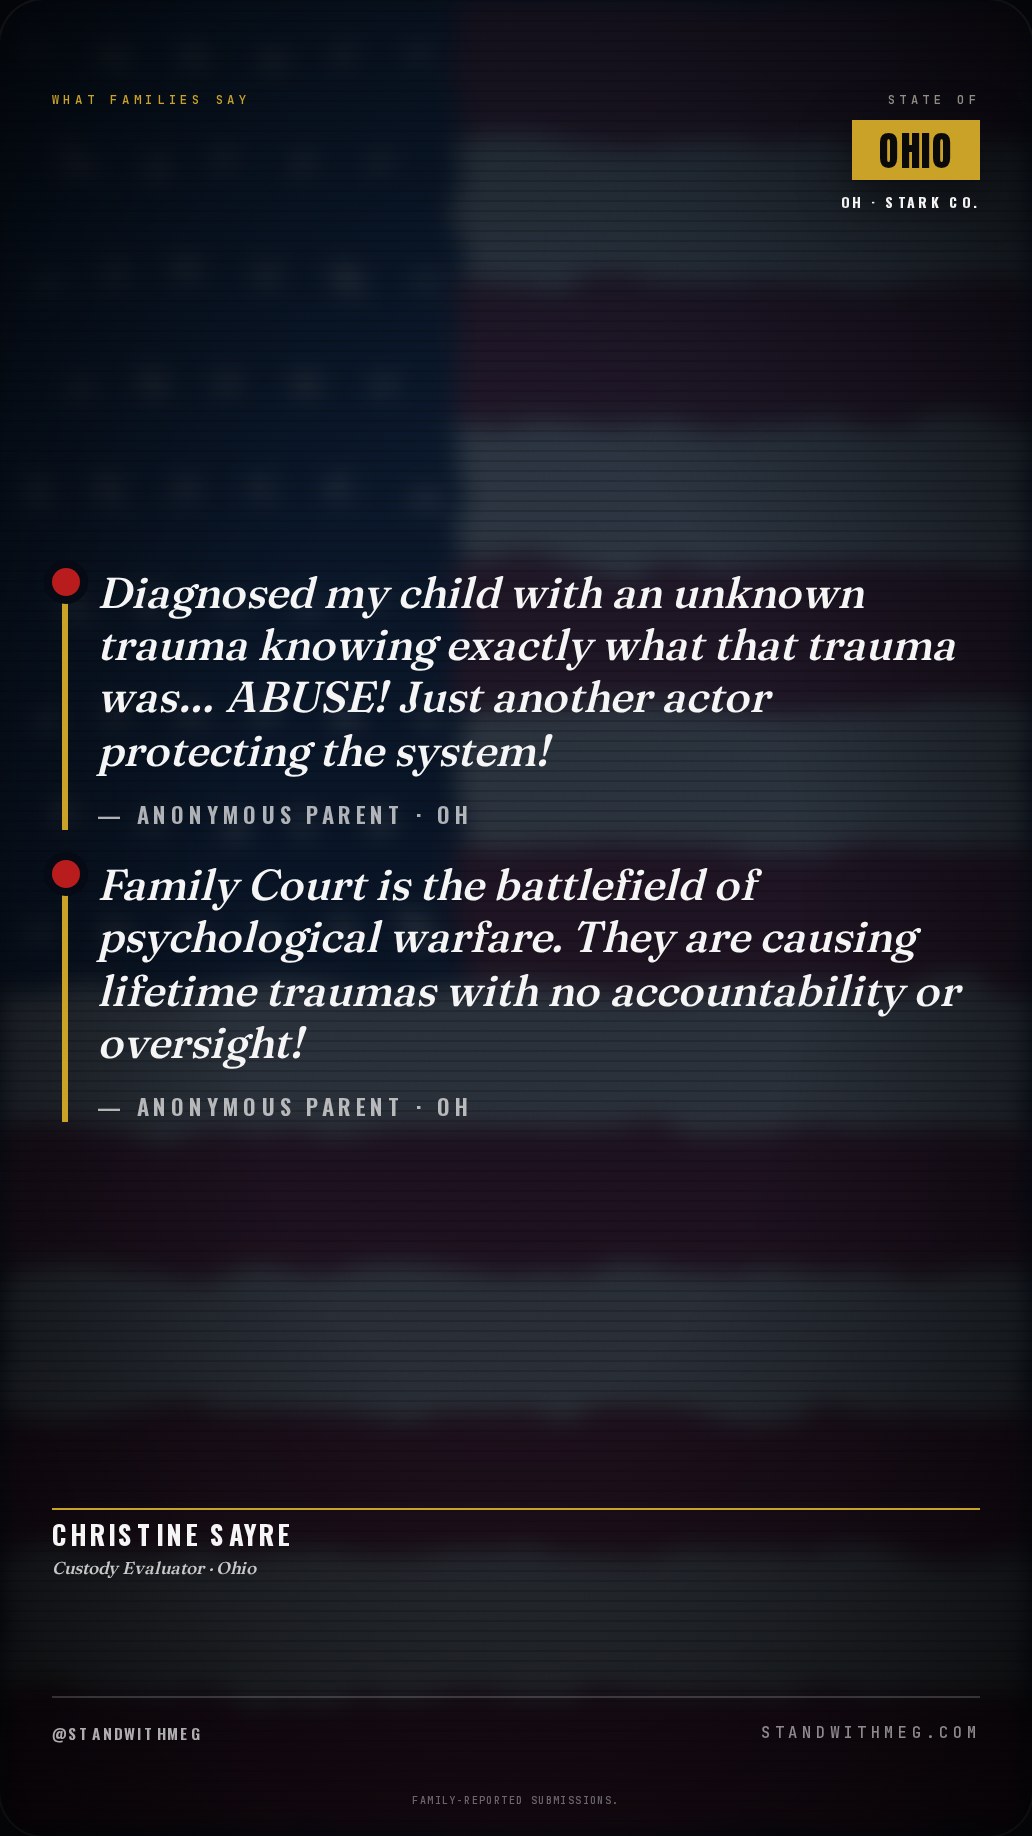 WHAT FAMILIES SAY
STATE OF
OHIO
OH · STARK CO.
Diagnosed my child with an unknown
trauma knowing exactly what that trauma
was... ABUSE! Just another actor
protecting the system!
— ANONYMOUS PARENT · OH
Family Court is the battlefield of
psychological warfare. They are causing
lifetime traumas with no accountability or
oversight!
— ANONYMOUS PARENT · OH
CHRISTINE SAYRE
Custody Evaluator · Ohio
@STANDWITHMEG
STANDWITHMEG.COM
FAMILY-REPORTED SUBMISSIONS.